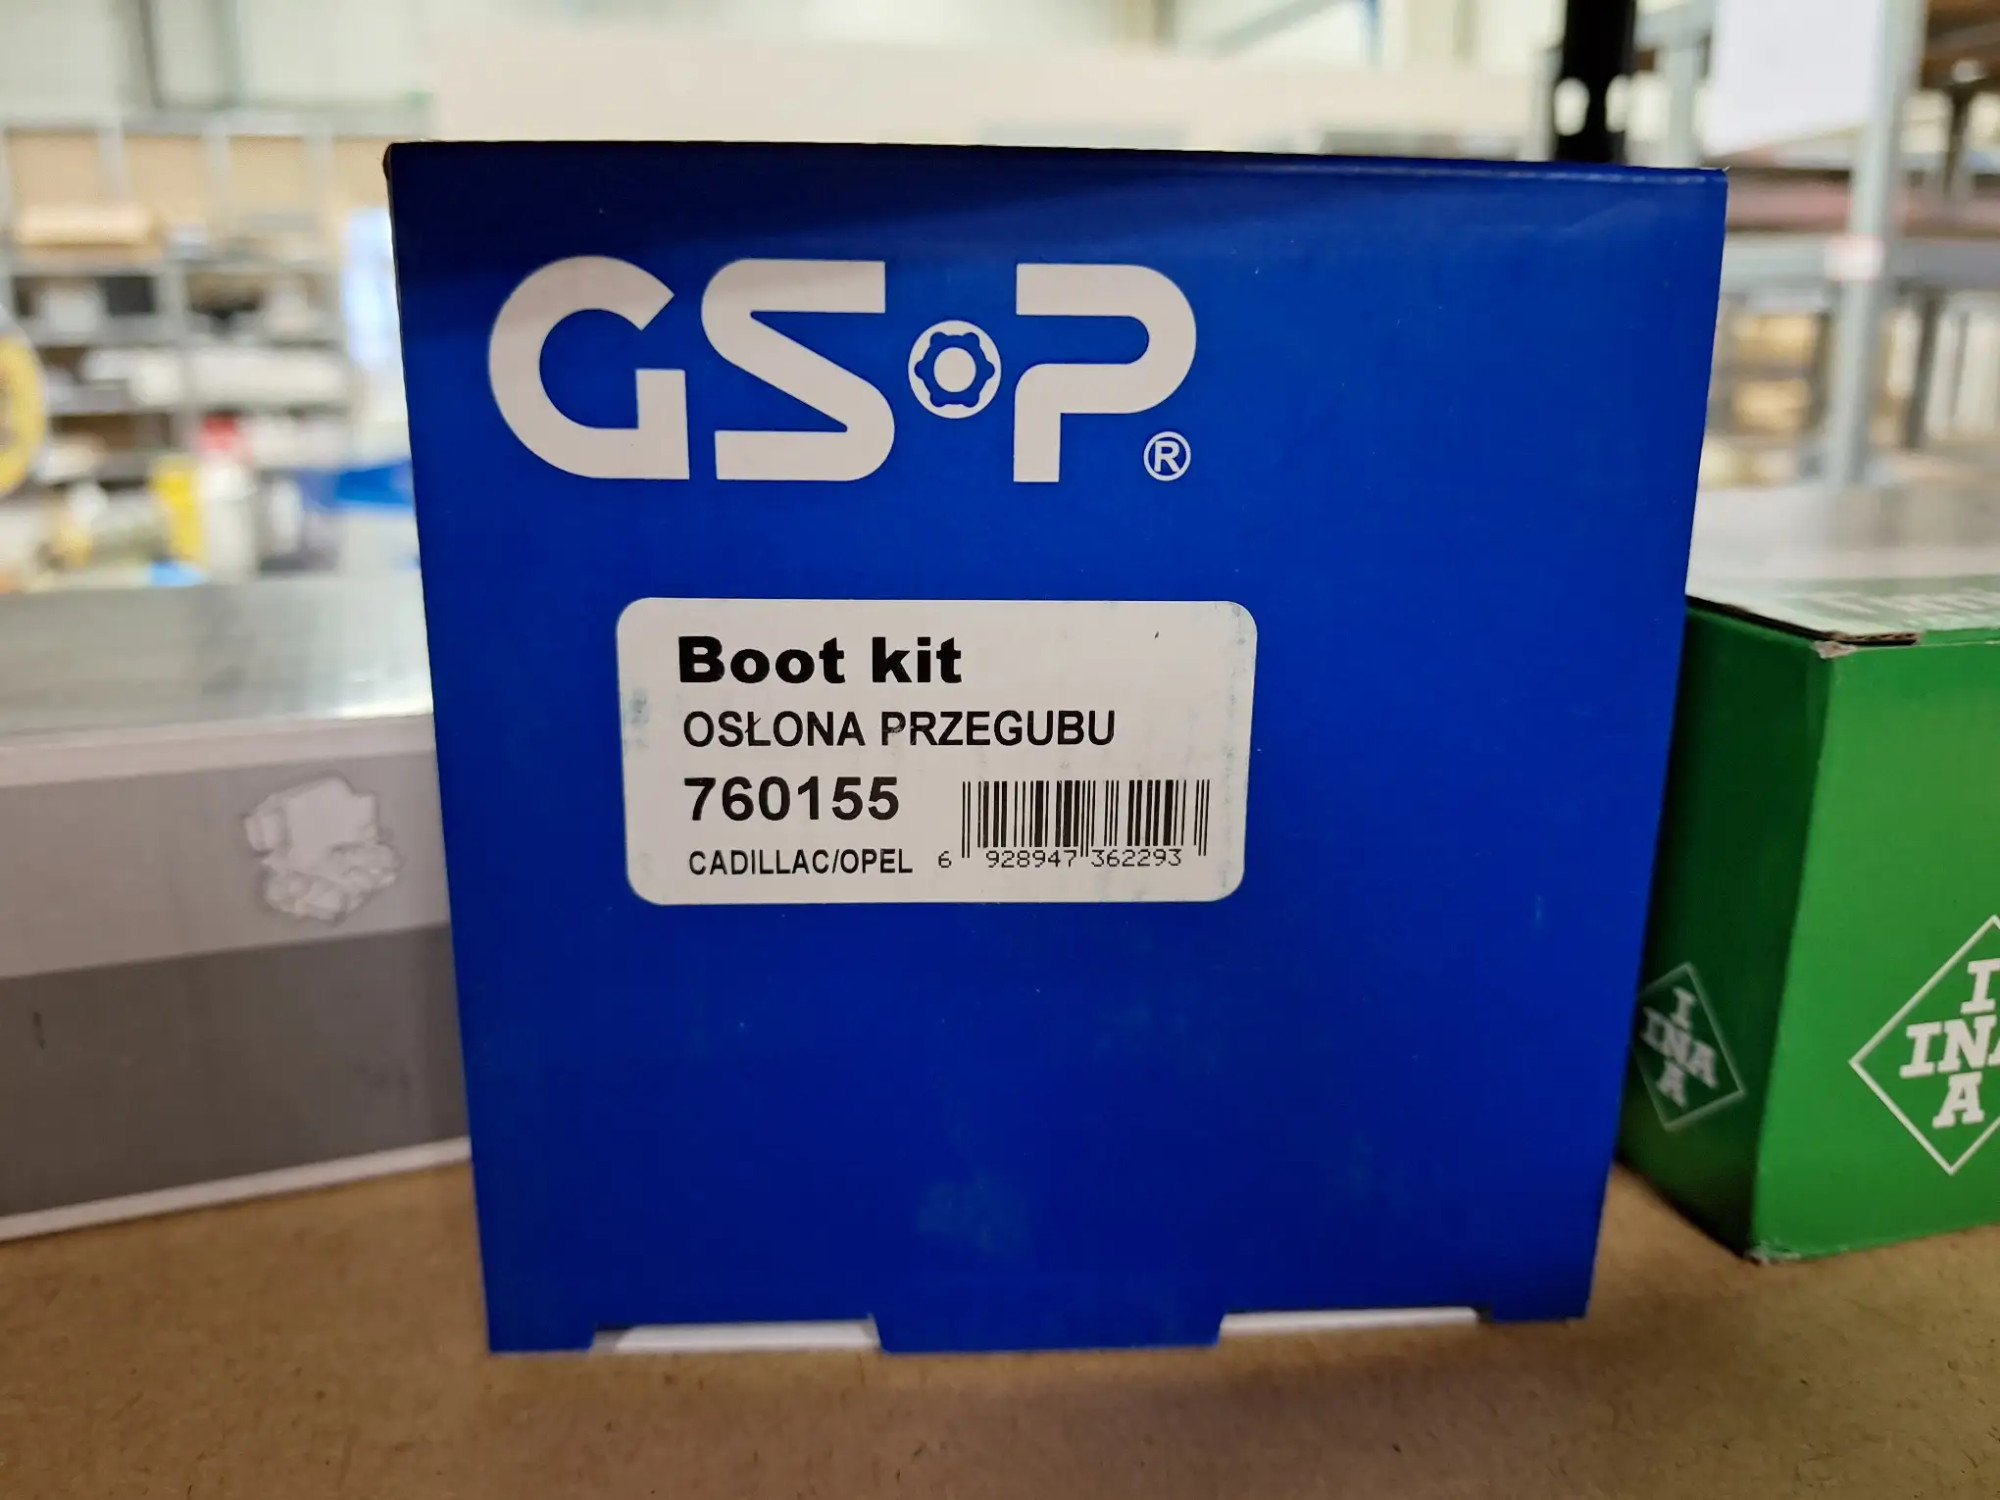 GSP®
Boot kit
OSŁONA PRZEGUBU
760155
CADILLAC/OPEL
6 928947 362293
INA
INA